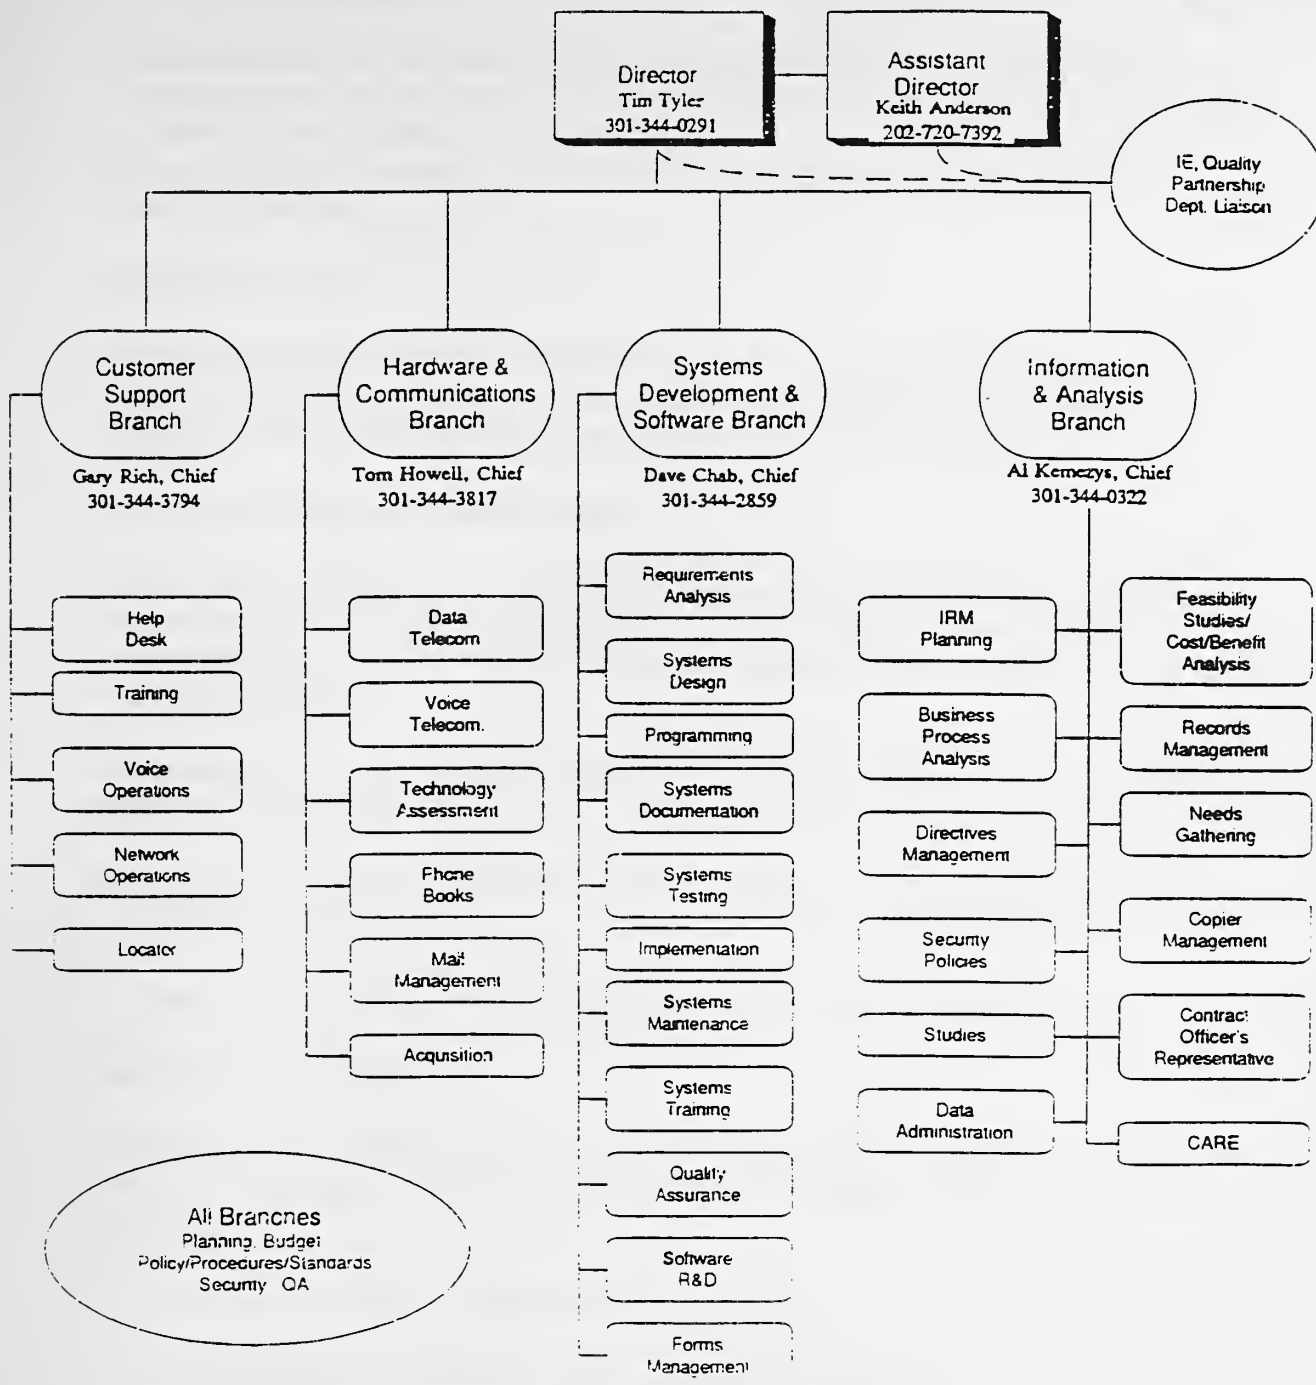 Director
Tim Tyler
301-344-0291
Assistant
Director
Keith Anderson
202-720-7392
IE, Quality
Partnership
Dept. Liaison
Customer
Support
Branch
Gary Rich, Chief
301-344-3794
Hardware &
Communications
Branch
Tom Howell, Chief
301-344-3817
Systems
Development &
Software Branch
Dave Chab, Chief
301-344-2859
Information
& Analysis
Branch
Al Kemezys, Chief
301-344-0322
Help
Desk
Training
Voice
Operations
Network
Operations
Locator
Data
Telecom
Voice
Telecom.
Technology
Assessment
Phone
Books
Mail
Management
Acquisition
Requirements
Analysis
Systems
Design
Programming
Systems
Documentation
Systems
Testing
Implementation
Systems
Maintenance
Systems
Training
Quality
Assurance
Software
R&D
Forms
Management
IRM
Planning
Business
Process
Analysis
Directives
Management
Security
Policies
Studies
Data
Administration
Feasibility
Studies/
Cost/Benefit
Analysis
Records
Management
Needs
Gathering
Copier
Management
Contract
Officer's
Representative
CARE
All Branches
Planning, Budget
Policy/Procedures/Standards
Security QA